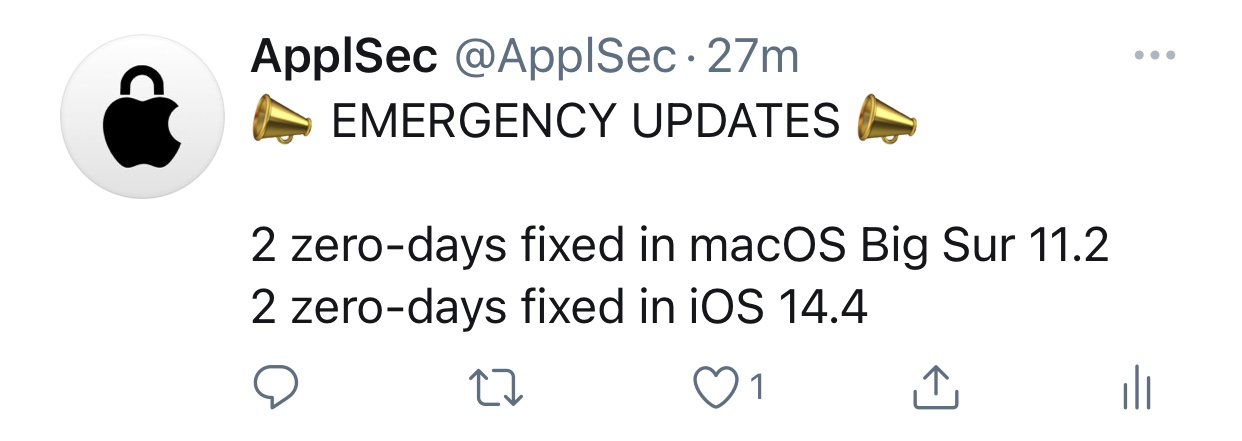 ApplSec @ApplSec · 27m
📣 EMERGENCY UPDATES 📣
2 zero-days fixed in macOS Big Sur 11.2
2 zero-days fixed in iOS 14.4
1